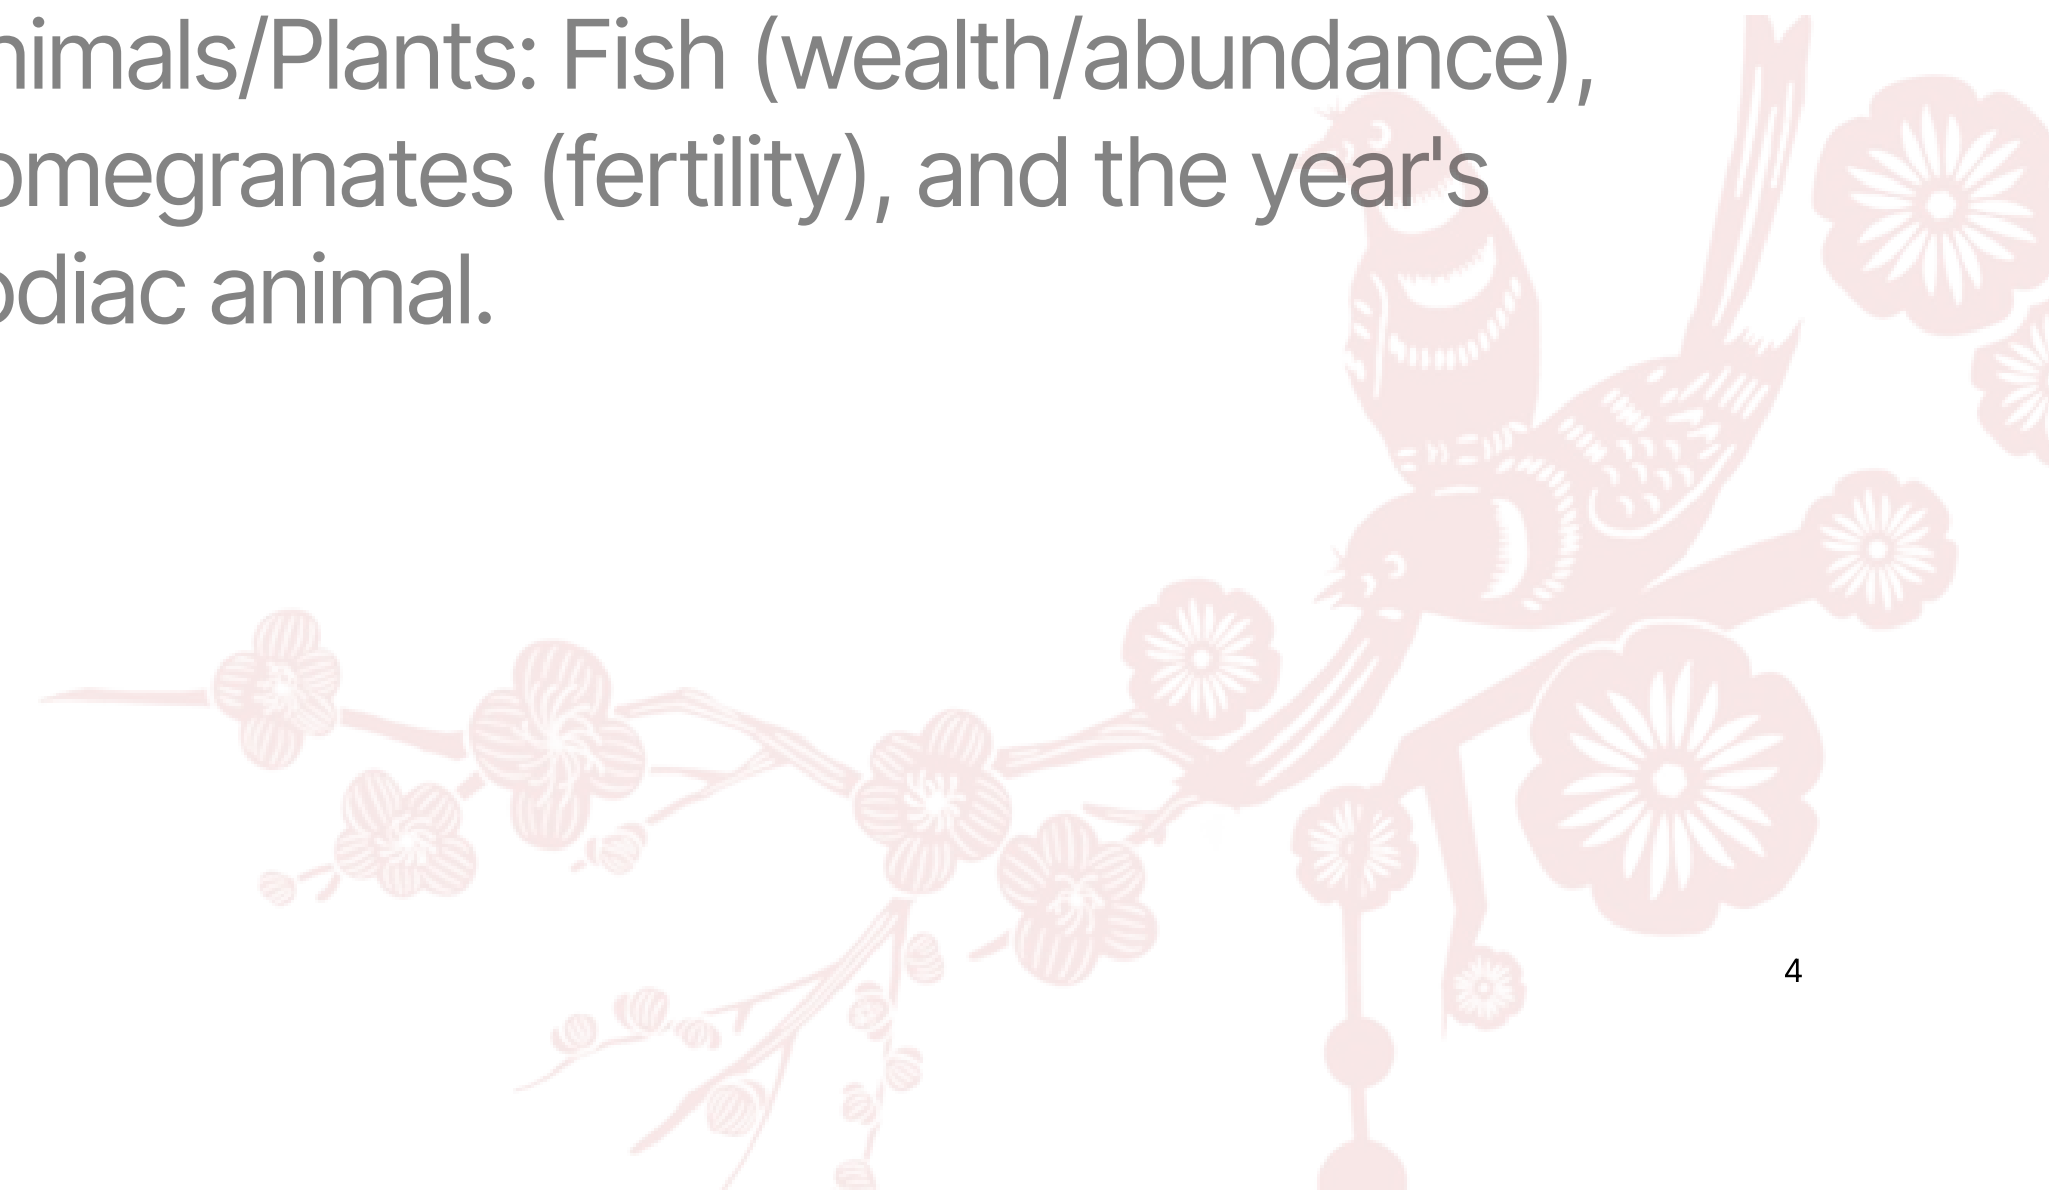 nimals/Plants: Fish (wealth/abundance),
omegranates (fertility), and the year's
odiac animal.
4